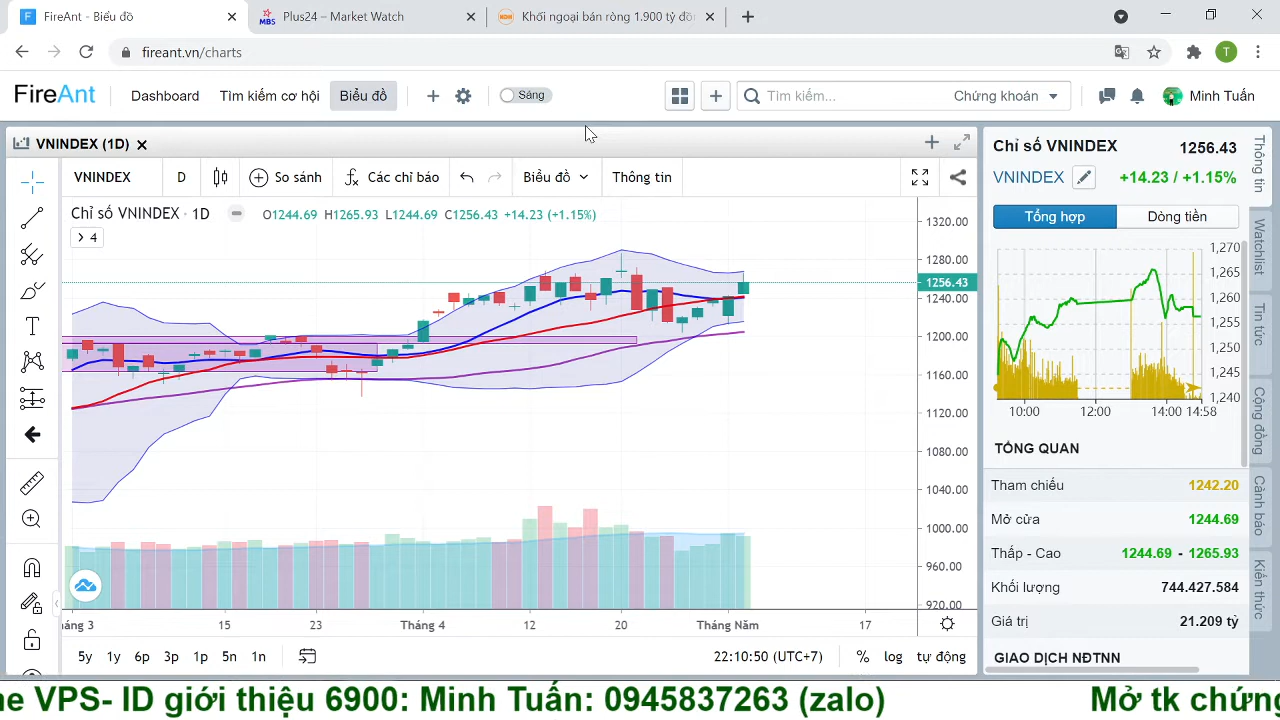 FireAnt - Biểu đồ
Plus24 – Market Watch
Khối ngoại bán ròng 1.900 tỷ đồn
fireant.vn/charts
T
FireAnt
Dashboard
Tìm kiếm cơ hội
Biểu đồ
Sáng
Tìm kiếm...
Chứng khoán
Minh Tuấn
VNINDEX (1D)
VNINDEX
D
So sánh
Các chỉ báo
Biểu đồ
Thông tin
Chỉ số VNINDEX · 1D
O1244.69 H1265.93 L1244.69 C1256.43 +14.23 (+1.15%)
4
1320.00
1280.00
1256.43
1240.00
1200.00
1160.00
1120.00
1080.00
1040.00
1000.00
960.00
920.00
15
23
Tháng 4
12
20
Tháng Năm
17
5y
1y
6p
3p
1p
5n
1n
22:10:50 (UTC+7)
%
log
tự động
Chỉ số VNINDEX
1256.43
VNINDEX
+14.23 / +1.15%
Tổng hợp
Dòng tiền
1,270
1,265
1,260
1,255
1,250
1,245
1,240
10:00
12:00
14:00
14:58
TỔNG QUAN
Tham chiếu 1242.20
Mở cửa 1244.69
Thấp - Cao 1244.69 - 1265.93
Khối lượng 744.427.584
Giá trị 21.209 tỷ
GIAO DỊCH NĐTNN
Thông tin
Watchlist
Tin tức
Cộng đồng
Cảnh báo
Kiến thức
VPS- ID giới thiệu 6900: Minh Tuấn: 0945837263 (zalo)
Mở tk chứng